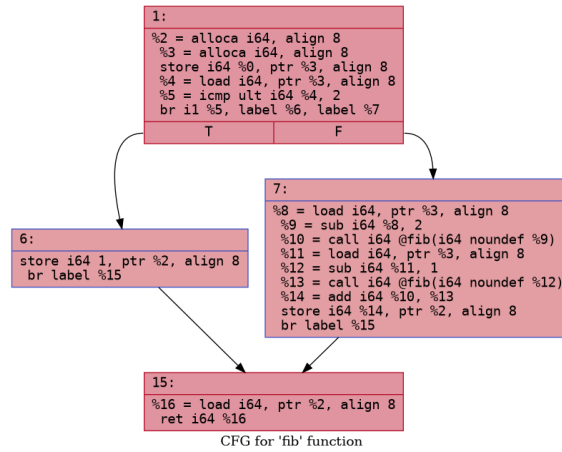 1:
%2 = alloca i64, align 8
%3 = alloca i64, align 8
store i64 %0, ptr %3, align 8
%4 = load i64, ptr %3, align 8
%5 = icmp ult i64 %4, 2
br i1 %5, label %6, label %7
T F
6:
store i64 1, ptr %2, align 8
br label %15
7:
%8 = load i64, ptr %3, align 8
%9 = sub i64 %8, 2
%10 = call i64 @fib(i64 noundef %9)
%11 = load i64, ptr %3, align 8
%12 = sub i64 %11, 1
%13 = call i64 @fib(i64 noundef %12)
%14 = add i64 %10, %13
store i64 %14, ptr %2, align 8
br label %15
15:
%16 = load i64, ptr %2, align 8
ret i64 %16
CFG for 'fib' function